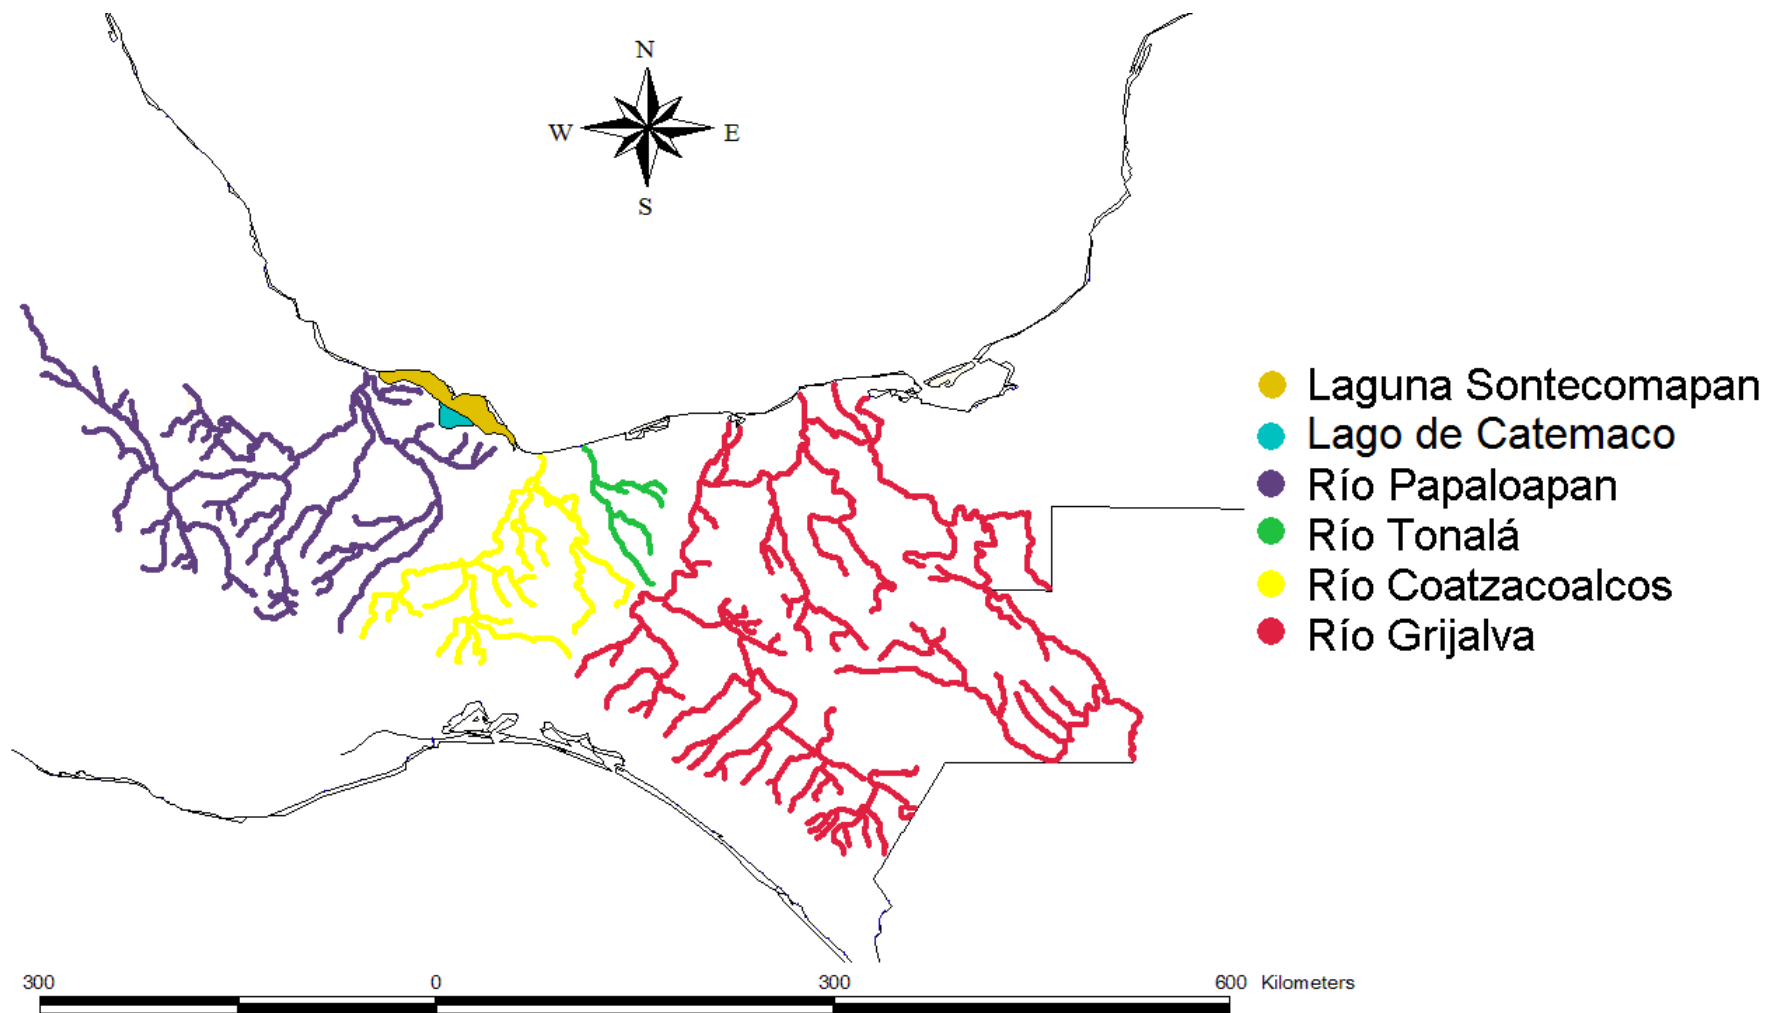 N
W E
S
Laguna Sontecomapan
Lago de Catemaco
Río Papaloapan
Río Tonalá
Río Coatzacoalcos
Río Grijalva
300 0 300 600 Kilometers